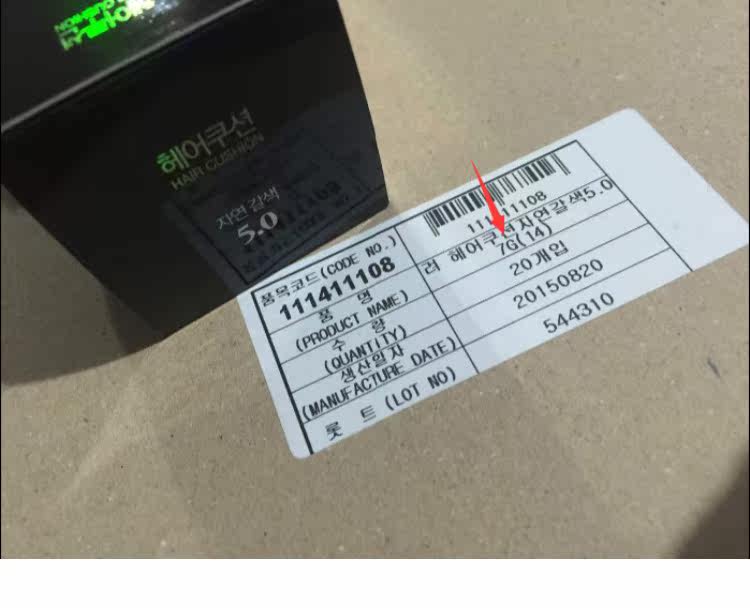 헤어쿠션
HAIR CUSHION
자연 갈색
5.0
111411108
품목코드(CODE NO.)
111411108
러 헤어쿠션자연갈색5.0
7G(14)
품 명
(PRODUCT NAME)
20개입
수 량
(QUANTITY)
20150820
생산일자
(MANUFACTURE DATE)
544310
롯 트 (LOT NO)